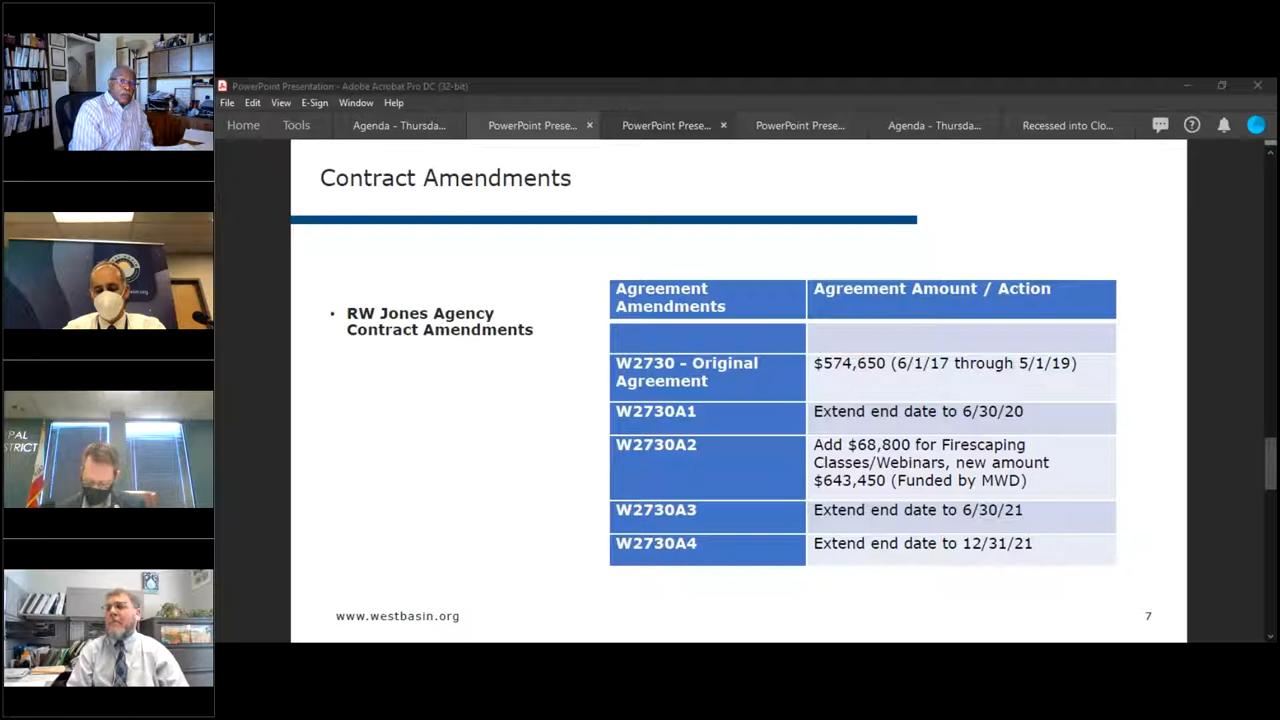 PowerPoint Presentation - Adobe Acrobat Pro DC (32-bit)
File Edit View E-Sign Window Help
Home Tools Agenda - Thursda... PowerPoint Prese... × PowerPoint Prese... × PowerPoint Prese... Agenda - Thursda... Recessed into Clo...
Contract Amendments
• RW Jones Agency
Contract Amendments
Agreement
Amendments
Agreement Amount / Action
W2730 - Original
Agreement
$574,650 (6/1/17 through 5/1/19)
W2730A1
Extend end date to 6/30/20
W2730A2
Add $68,800 for Firescaping
Classes/Webinars, new amount
$643,450 (Funded by MWD)
W2730A3
Extend end date to 6/30/21
W2730A4
Extend end date to 12/31/21
www.westbasin.org
7
PAL
STRICT